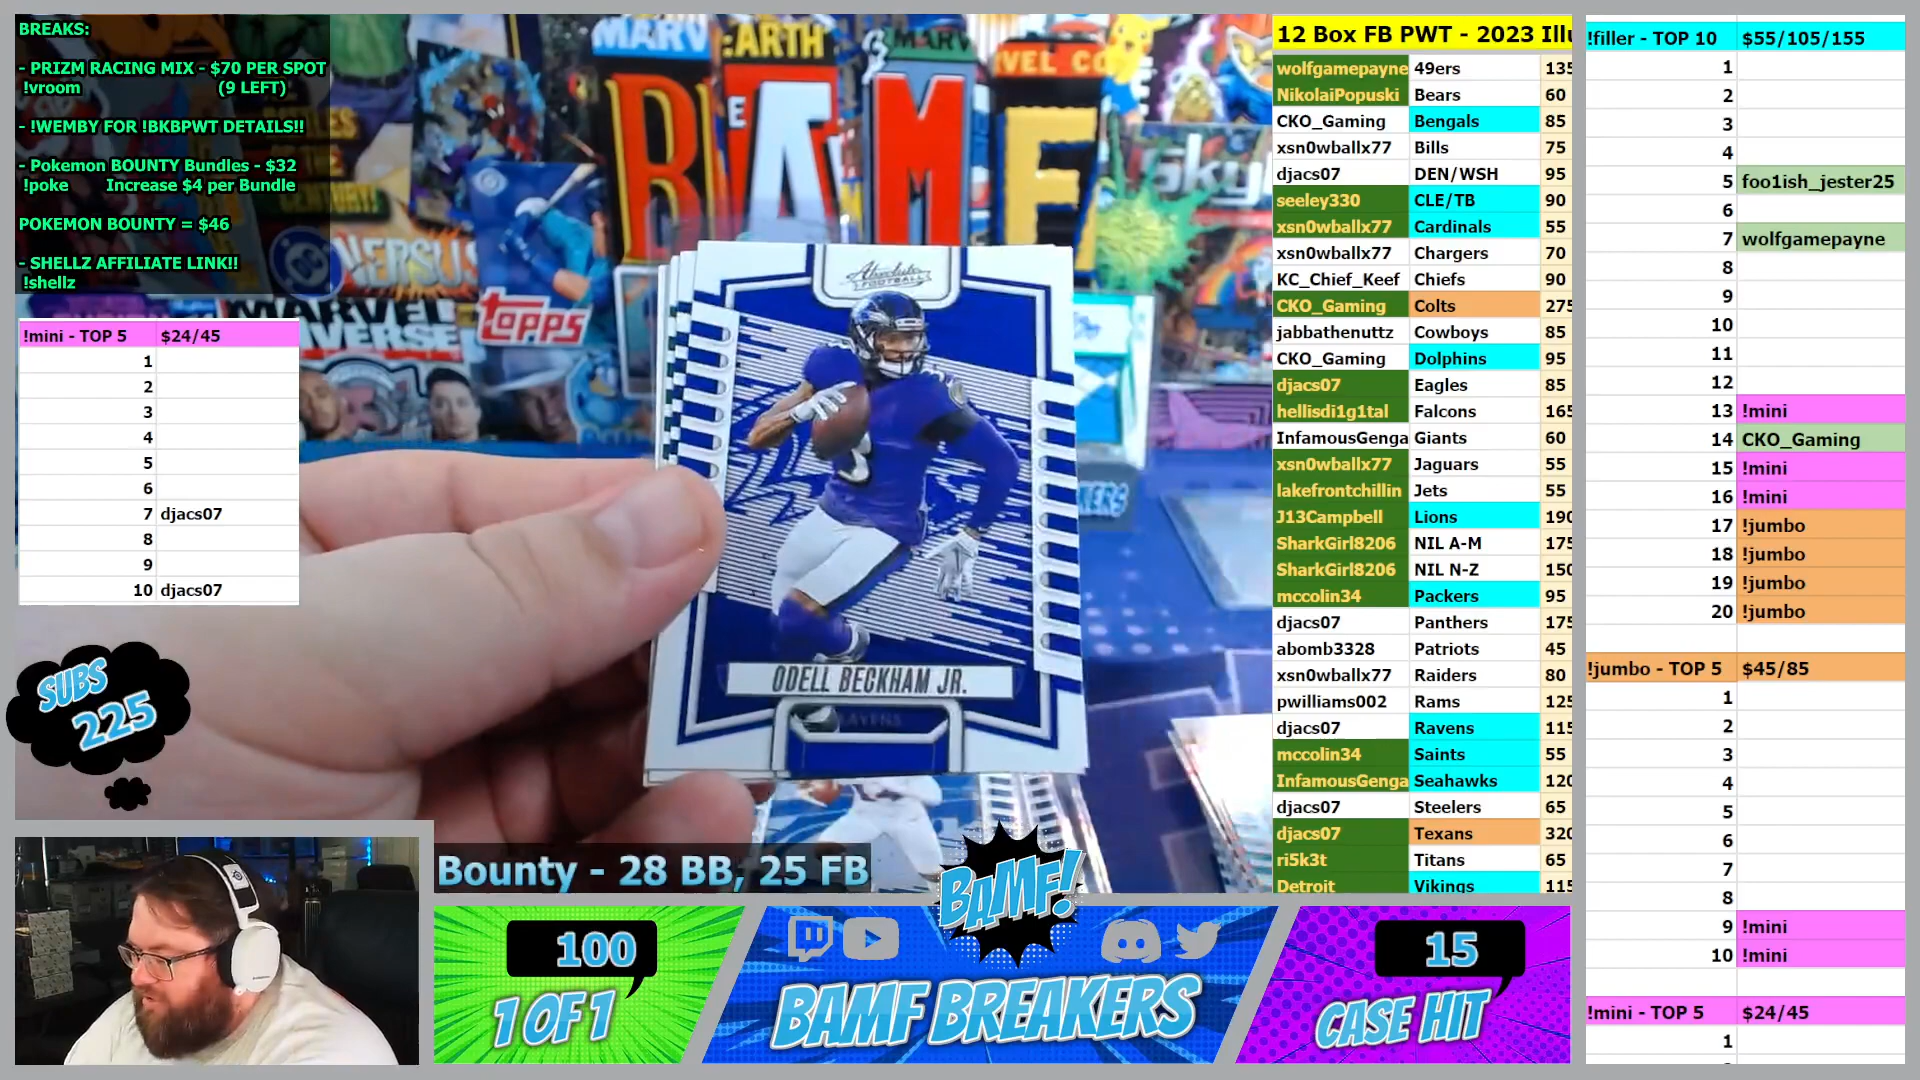 BREAKS:
- PRIZM RACING MIX - $70 PER SPOT
!vroom (9 LEFT)
- !WEMBY FOR !BKBPWT DETAILS!!
- Pokemon BOUNTY Bundles - $32
!poke Increase $4 per Bundle
POKEMON BOUNTY = $46
- SHELLZ AFFILIATE LINK!!
!shellz
!mini - TOP 5 $24/45
1
2
3
4
5
6
7 djacs07
8
9
10 djacs07
SUBS
225
MARV
EARTH
MARV
VEL CO
BAMF
VERSUS
MARVEL
topps
Absolute
FOOTBALL
3
ODELL BECKHAM JR.
Bounty - 28 BB, 25 FB
BAMF!
100
1 OF 1
BAMF BREAKERS
15
CASE HIT
12 Box FB PWT - 2023 Illu
wolfgamepayne 49ers 135
NikolaiPopuski Bears 60
CKO_Gaming Bengals 85
xsn0wballx77 Bills 75
djacs07 DEN/WSH 95
seeley330 CLE/TB 90
xsn0wballx77 Cardinals 55
xsn0wballx77 Chargers 70
KC_Chief_Keef Chiefs 90
CKO_Gaming Colts 275
jabbathenuttz Cowboys 85
CKO_Gaming Dolphins 95
djacs07 Eagles 85
hellisdi1g1tal Falcons 165
InfamousGenga Giants 60
xsn0wballx77 Jaguars 55
lakefrontchillin Jets 55
J13Campbell Lions 190
SharkGirl8206 NIL A-M 175
SharkGirl8206 NIL N-Z 150
mccolin34 Packers 95
djacs07 Panthers 175
abomb3328 Patriots 45
xsn0wballx77 Raiders 80
pwilliams002 Rams 125
djacs07 Ravens 115
mccolin34 Saints 55
InfamousGenga Seahawks 120
djacs07 Steelers 65
djacs07 Texans 320
ri5k3t Titans 65
Detroit Vikings 115
!filler - TOP 10 $55/105/155
1
2
3
4
5 foo1ish_jester25
6
7 wolfgamepayne
8
9
10
11
12
13 !mini
14 CKO_Gaming
15 !mini
16 !mini
17 !jumbo
18 !jumbo
19 !jumbo
20 !jumbo
!jumbo - TOP 5 $45/85
1
2
3
4
5
6
7
8
9 !mini
10 !mini
!mini - TOP 5 $24/45
1